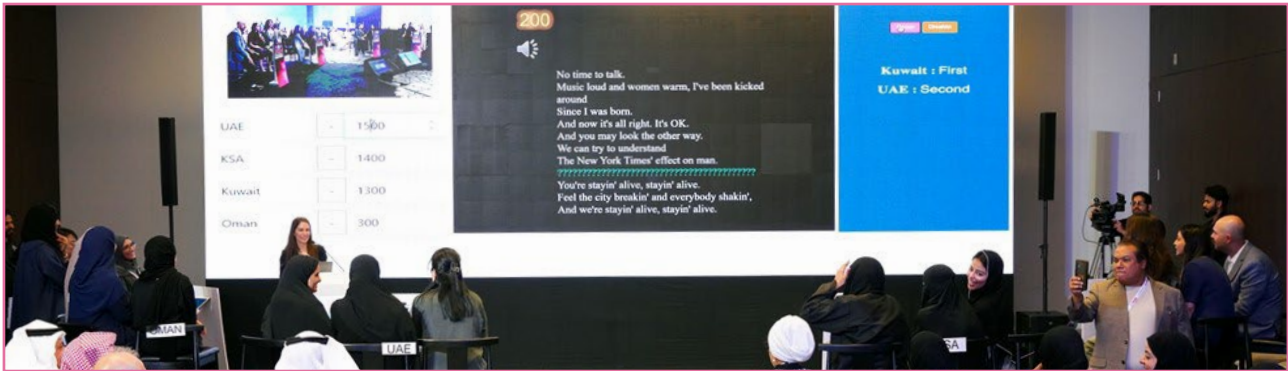 UAE - 1500
KSA - 1400
Kuwait - 1300
Oman - 300
200
No time to talk.
Music loud and women warm, I've been kicked
around
Since I was born.
And now it's all right. It's OK.
And you may look the other way.
We can try to understand
The New York Times' effect on man.
???????????????????????????????????????
You're stayin' alive, stayin' alive.
Feel the city breakin' and everybody shakin',
And we're stayin' alive, stayin' alive.
Kuwait : First
UAE : Second
OMAN
UAE
SA